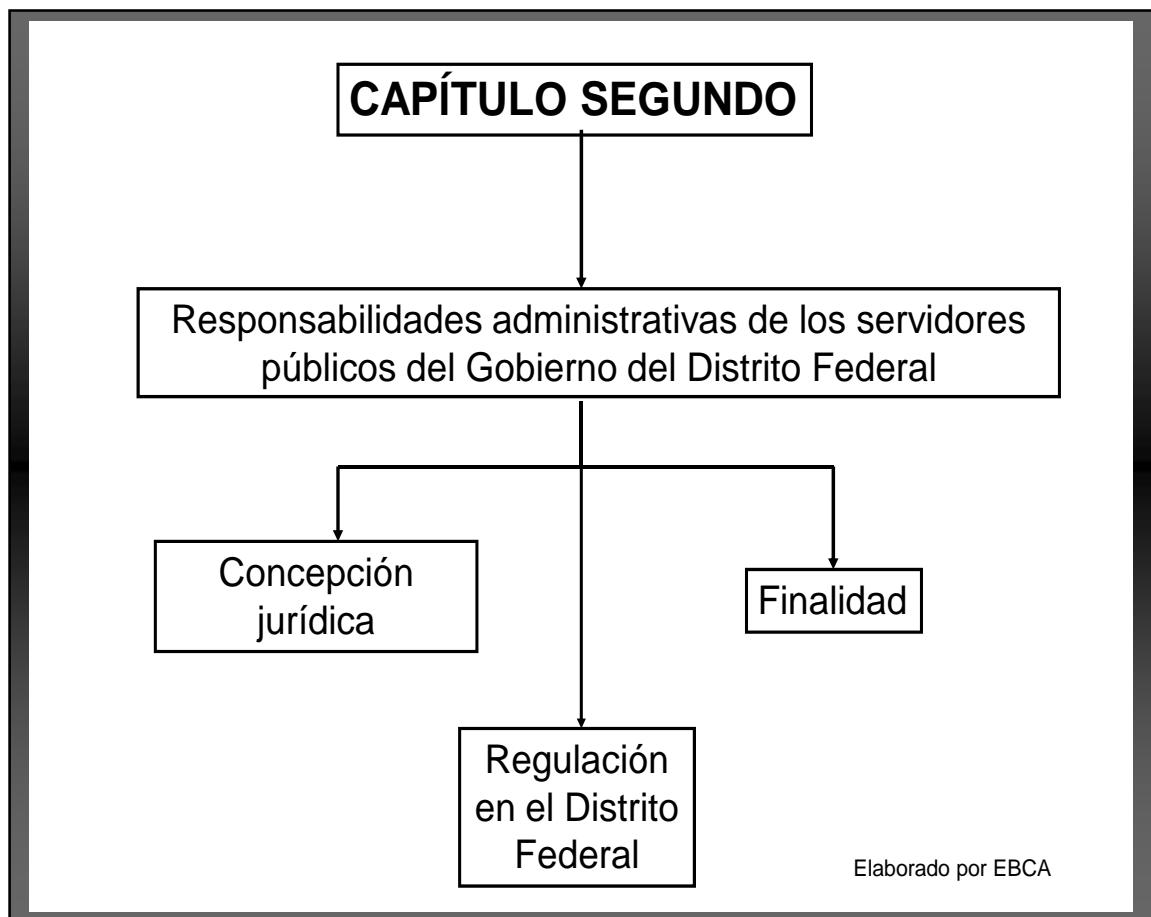 CAPÍTULO SEGUNDO
Responsabilidades administrativas de los servidores
públicos del Gobierno del Distrito Federal
Concepción
jurídica
Finalidad
Regulación
en el Distrito
Federal
Elaborado por EBCA